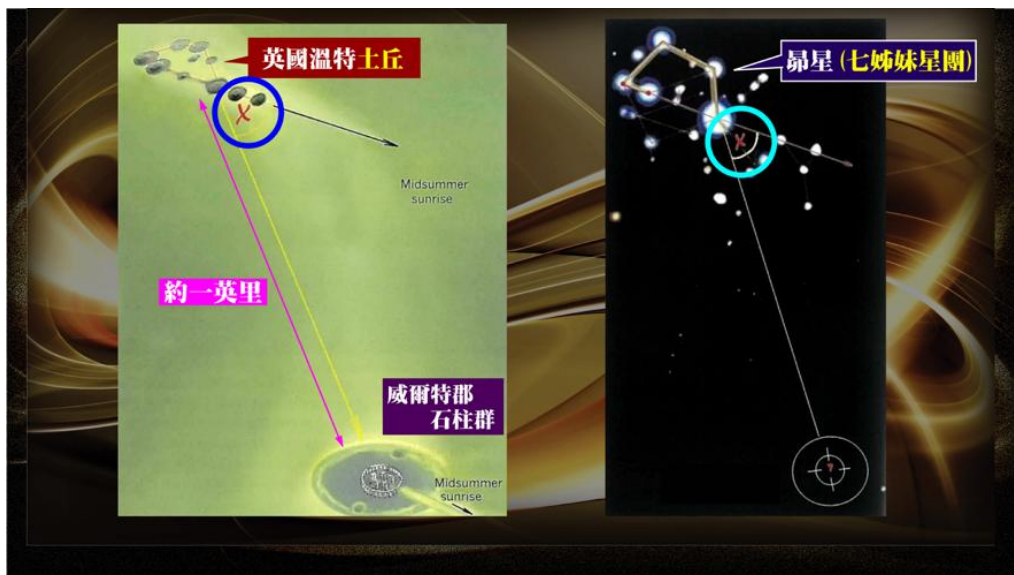 英國溫特土丘
X
Midsummer
sunrise
約一英里
威爾特郡
石柱群
Midsummer
sunrise
昴星 (七姊妹星團)
X
?